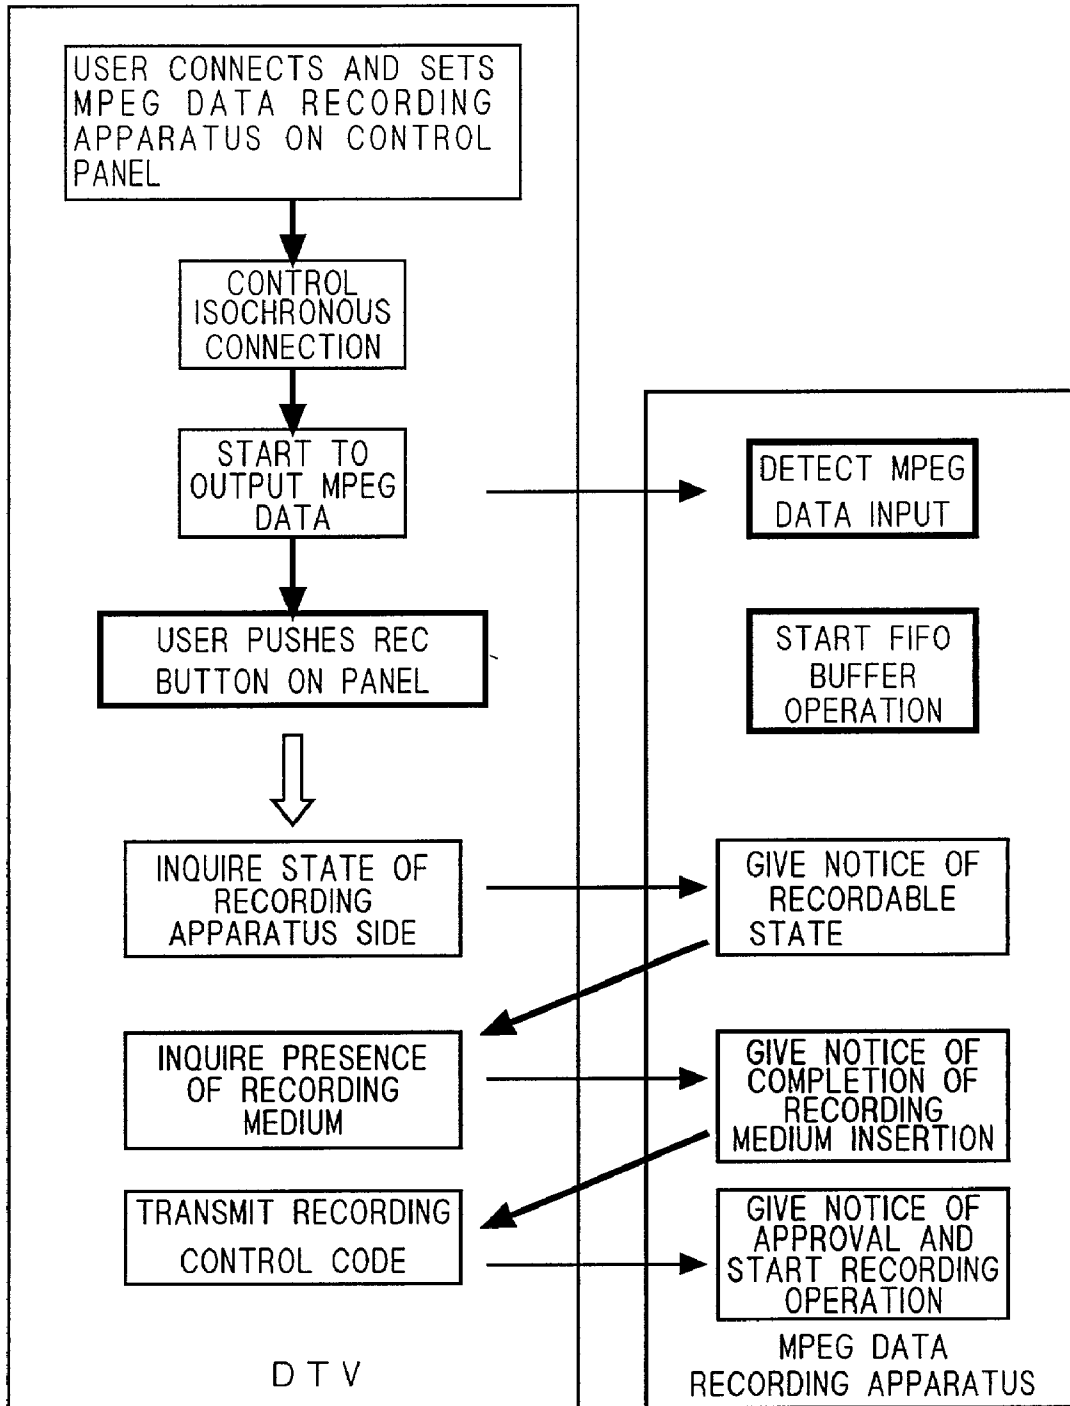 USER CONNECTS AND SETS
MPEG DATA RECORDING
APPARATUS ON CONTROL
PANEL
CONTROL
ISOCHRONOUS
CONNECTION
START TO
OUTPUT MPEG
DATA
DETECT MPEG
DATA INPUT
USER PUSHES REC
BUTTON ON PANEL
START FIFO
BUFFER
OPERATION
INQUIRE STATE OF
RECORDING
APPARATUS SIDE
GIVE NOTICE OF
RECORDABLE
STATE
INQUIRE PRESENCE
OF RECORDING
MEDIUM
GIVE NOTICE OF
COMPLETION OF
RECORDING
MEDIUM INSERTION
TRANSMIT RECORDING
CONTROL CODE
GIVE NOTICE OF
APPROVAL AND
START RECORDING
OPERATION
DTV
MPEG DATA
RECORDING APPARATUS